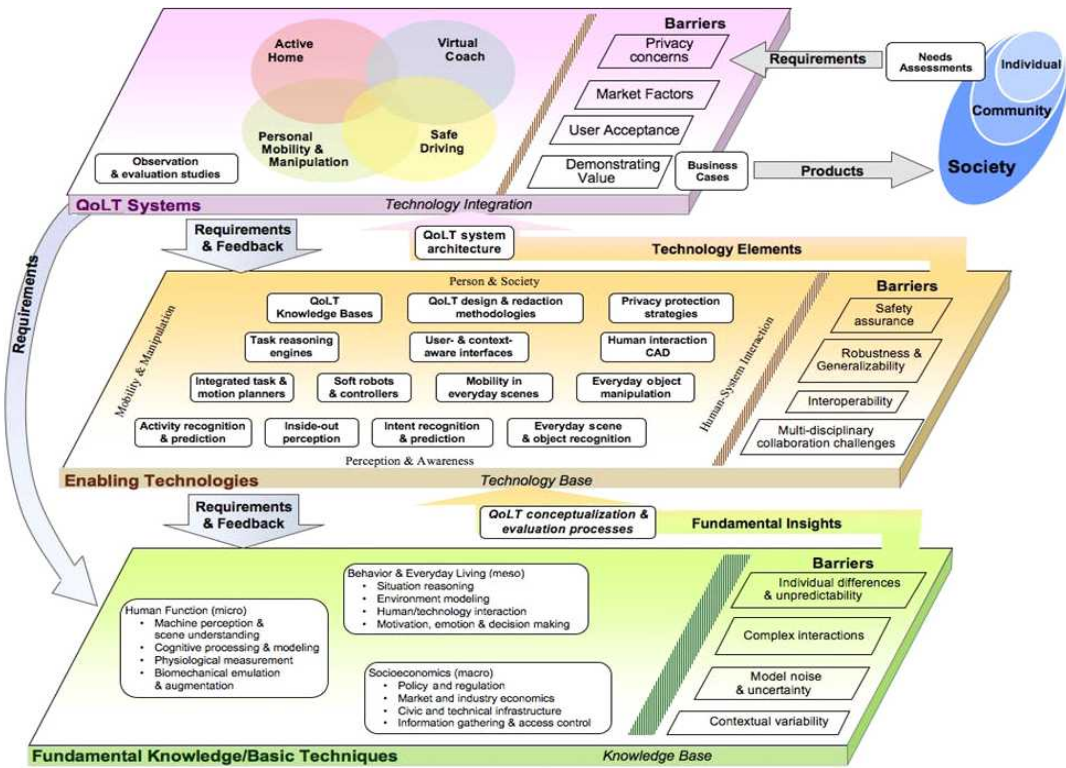 Active
Home
Virtual
Coach
Personal
Mobility &
Manipulation
Safe
Driving
Observation
& evaluation studies
Barriers
Privacy
concerns
Market Factors
User Acceptance
Demonstrating
Value
Business
Cases
Requirements
Needs
Assessments
Individual
Community
Society
Products
QoLT Systems
Technology Integration
Requirements
Requirements
& Feedback
QoLT system
architecture
Technology Elements
Person & Society
Mobility & Manipulation
Human-System Interaction
QoLT
Knowledge Bases
QoLT design & redaction
methodologies
Privacy protection
strategies
Task reasoning
engines
User- & context-
aware interfaces
Human interaction
CAD
Integrated task &
motion planners
Soft robots
& controllers
Mobility in
everyday scenes
Everyday object
manipulation
Activity recognition
& prediction
Inside-out
perception
Intent recognition
& prediction
Everyday scene
& object recognition
Perception & Awareness
Barriers
Safety
assurance
Robustness &
Generalizability
Interoperability
Multi-disciplinary
collaboration challenges
Enabling Technologies
Technology Base
Requirements
& Feedback
QoLT conceptualization &
evaluation processes
Fundamental Insights
Human Function (micro)
• Machine perception &
scene understanding
• Cognitive processing & modeling
• Physiological measurement
• Biomechanical emulation
& augmentation
Behavior & Everyday Living (meso)
• Situation reasoning
• Environment modeling
• Human/technology interaction
• Motivation, emotion & decision making
Socioeconomics (macro)
• Policy and regulation
• Market and industry economics
• Civic and technical infrastructure
• Information gathering & access control
Barriers
Individual differences
& unpredictability
Complex interactions
Model noise
& uncertainty
Contextual variability
Fundamental Knowledge/Basic Techniques
Knowledge Base